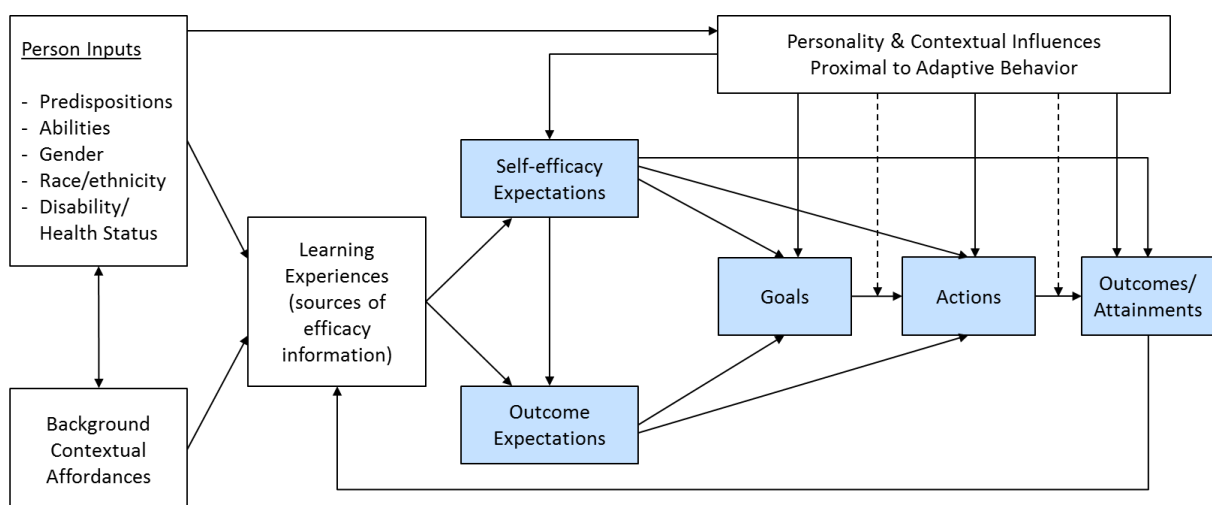 Person Inputs
- Predispositions
- Abilities
- Gender
- Race/ethnicity
- Disability/
Health Status
Personality & Contextual Influences
Proximal to Adaptive Behavior
Self-efficacy
Expectations
Learning
Experiences
(sources of
efficacy
information)
Goals
Actions
Outcomes/
Attainments
Outcome
Expectations
Background
Contextual
Affordances